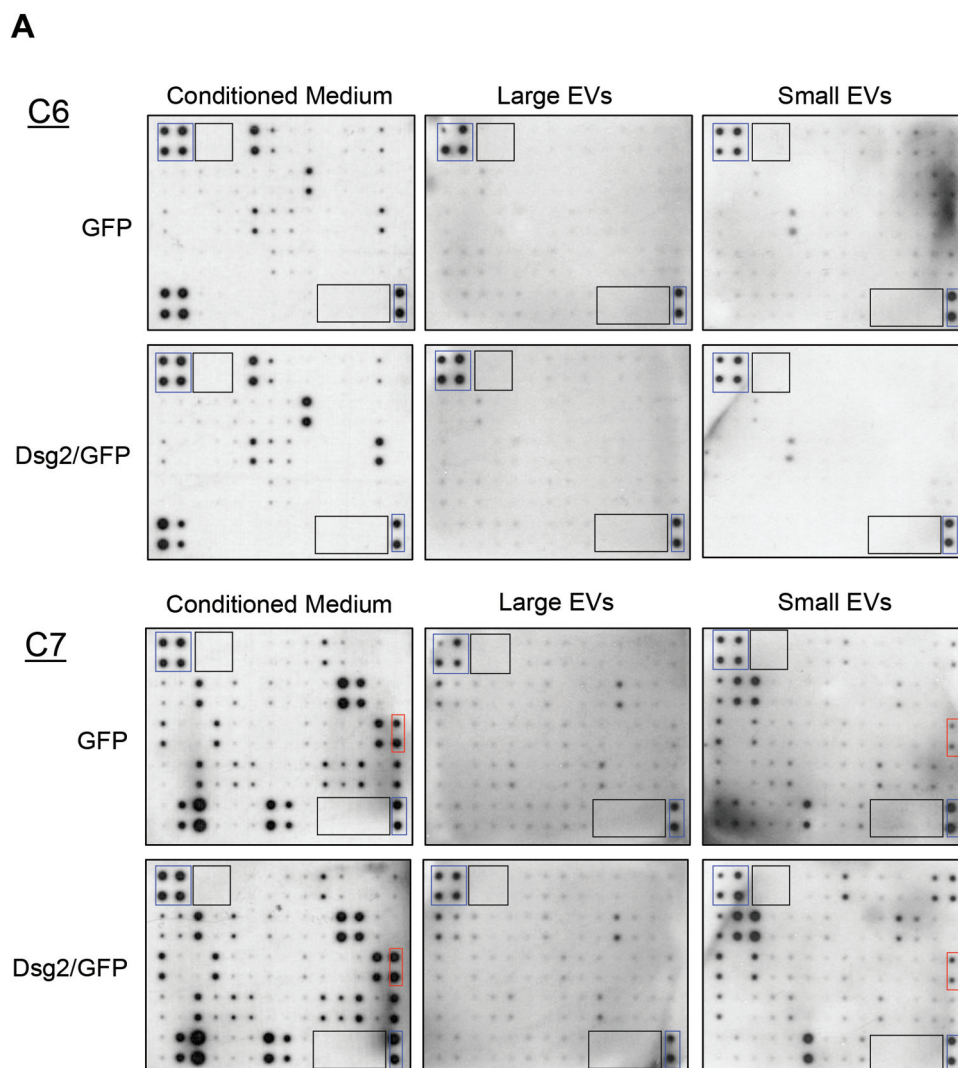 A
C6
Conditioned Medium Large EVs Small EVs
GFP
Dsg2/GFP
C7
Conditioned Medium Large EVs Small EVs
GFP
Dsg2/GFP